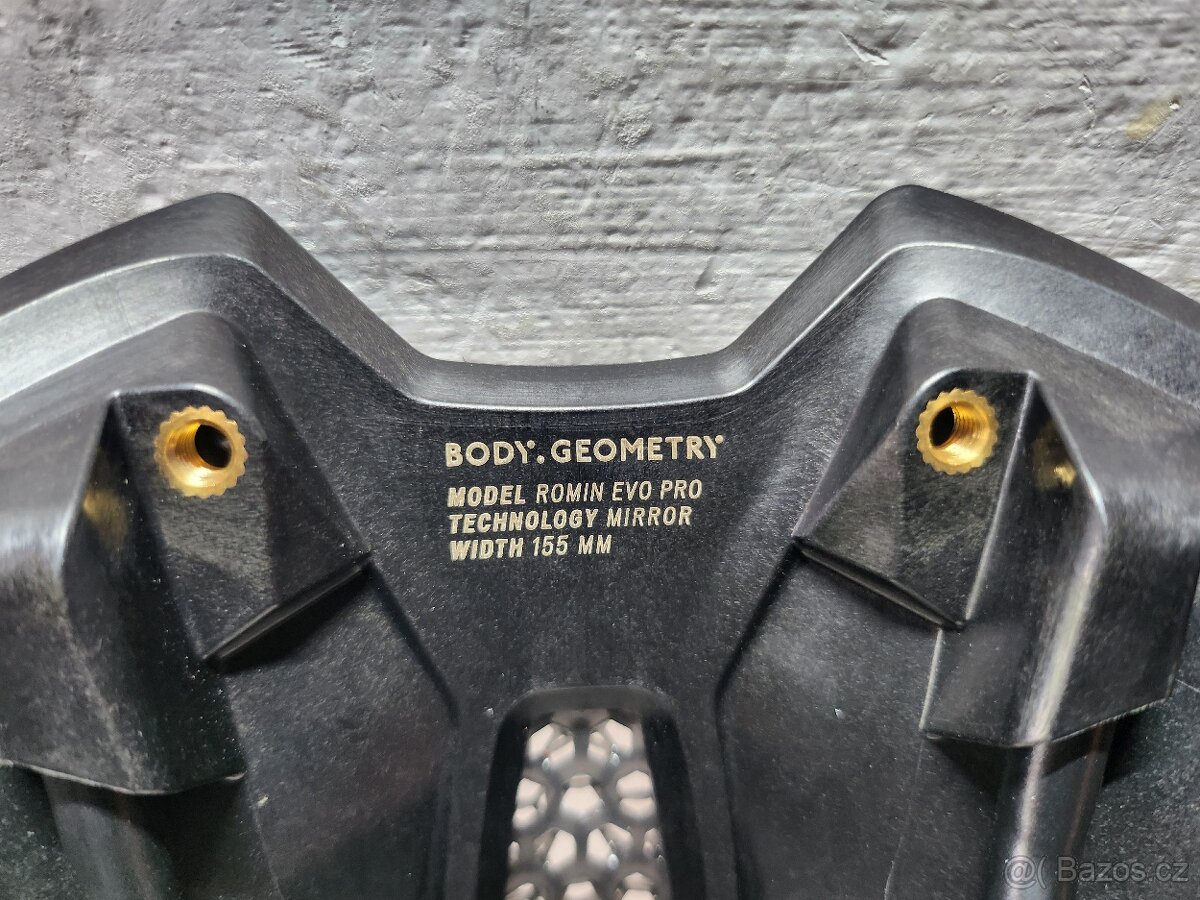 BODY. GEOMETRY
MODEL ROMIN EVO PRO
TECHNOLOGY MIRROR
WIDTH 155 MM
@( Bazos.cz